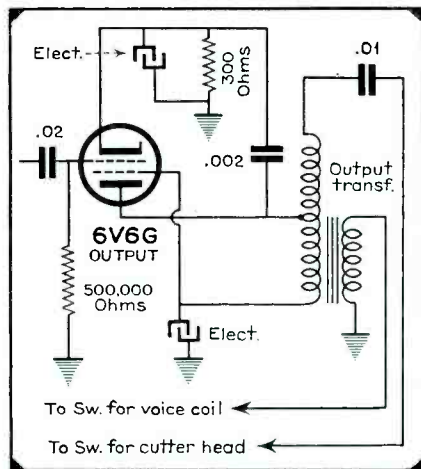 Elect.
300
Ohms
.01
.02
.002
Output
transf.
6V6G
OUTPUT
500,000
Ohms
Elect.
To Sw. for voice coil
To Sw. for cutter head